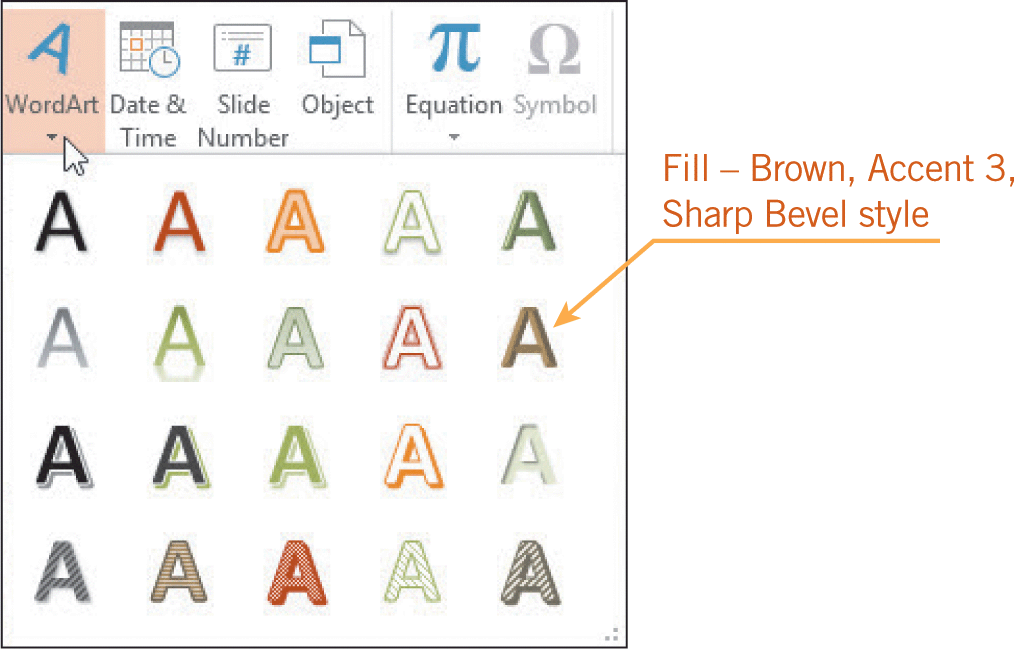 WordArt Date & Slide Object Equation Symbol
Time Number
Fill – Brown, Accent 3,
Sharp Bevel style
A A A A A
A A A A A
A A A A A
A A A A A